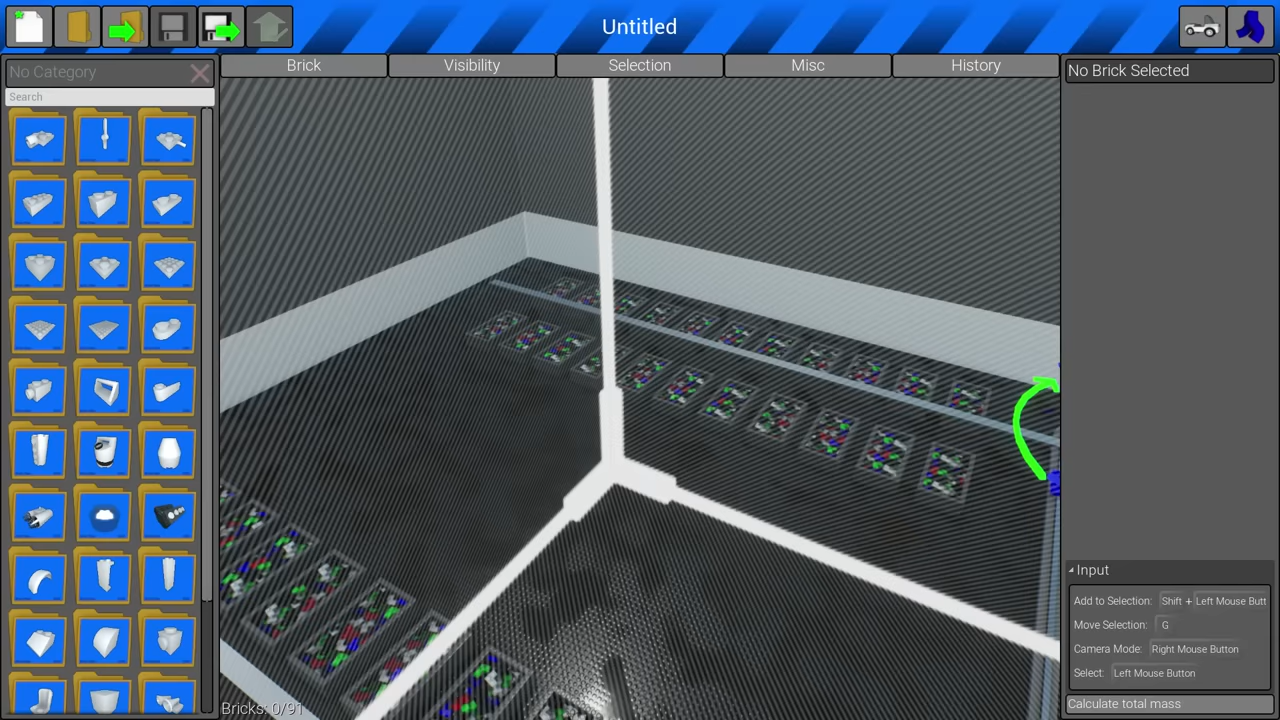 Untitled
No Category
Search
Brick
Visibility
Selection
Misc
History
No Brick Selected
Bricks: 0/91
Input
Add to Selection: Shift + Left Mouse Butt
Move Selection: G
Camera Mode: Right Mouse Button
Select: Left Mouse Button
Calculate total mass